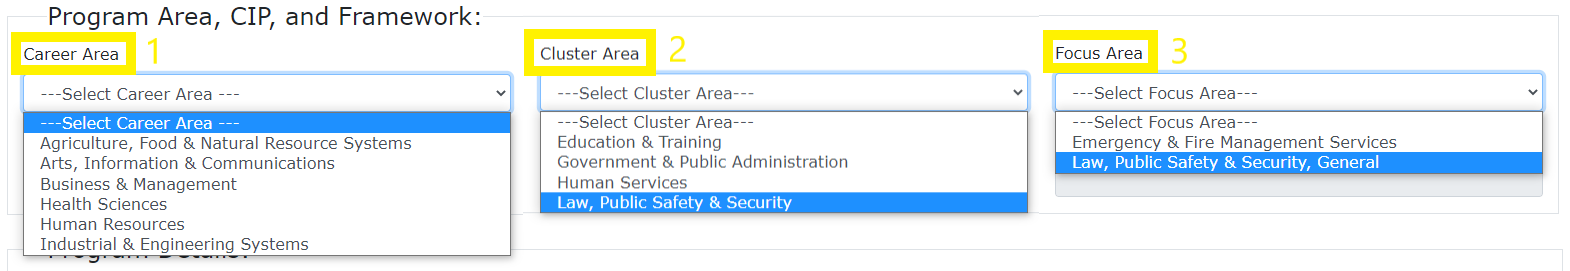 Program Area, CIP, and Framework:
Career Area 1
---Select Career Area ---
---Select Career Area ---
Agriculture, Food & Natural Resource Systems
Arts, Information & Communications
Business & Management
Health Sciences
Human Resources
Industrial & Engineering Systems
Cluster Area 2
---Select Cluster Area---
---Select Cluster Area---
Education & Training
Government & Public Administration
Human Services
Law, Public Safety & Security
Focus Area 3
---Select Focus Area---
---Select Focus Area---
Emergency & Fire Management Services
Law, Public Safety & Security, General
Program Details: